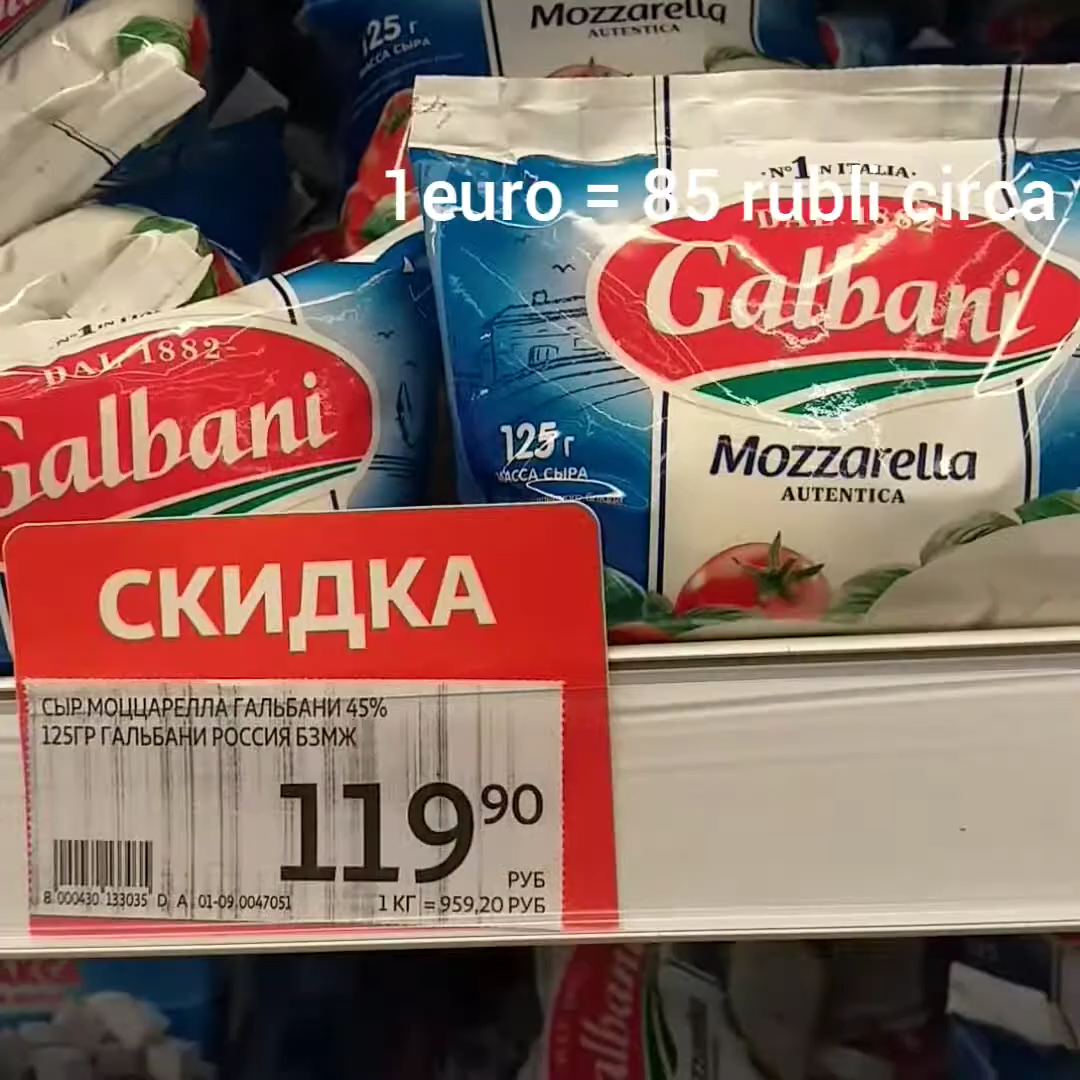 125 г
МАССА СЫРА
Mozzarella
AUTENTICA
1euro = 85 rubli circa
·N°1 IN ITALIA·
DAL 1882
Galbani
125 г
МАССА СЫРА
Mozzarella
AUTENTICA
DAL 1882
Galbani
СКИДКА
СЫР МОЦЦАРЕЛЛА ГАЛЬБАНИ 45%
125ГР ГАЛЬБАНИ РОССИЯ БЗМЖ
119 90
РУБ
8 000430 133035 D A 01-09 0047051
1 КГ = 959,20 РУБ
Galbani